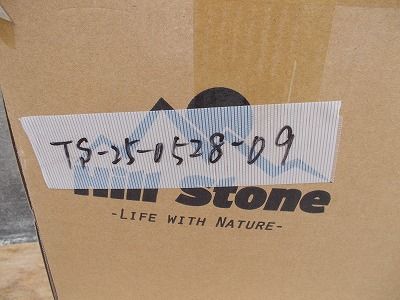 TS-25-0528-09
Hill Stone
-LIFE WITH NATURE-